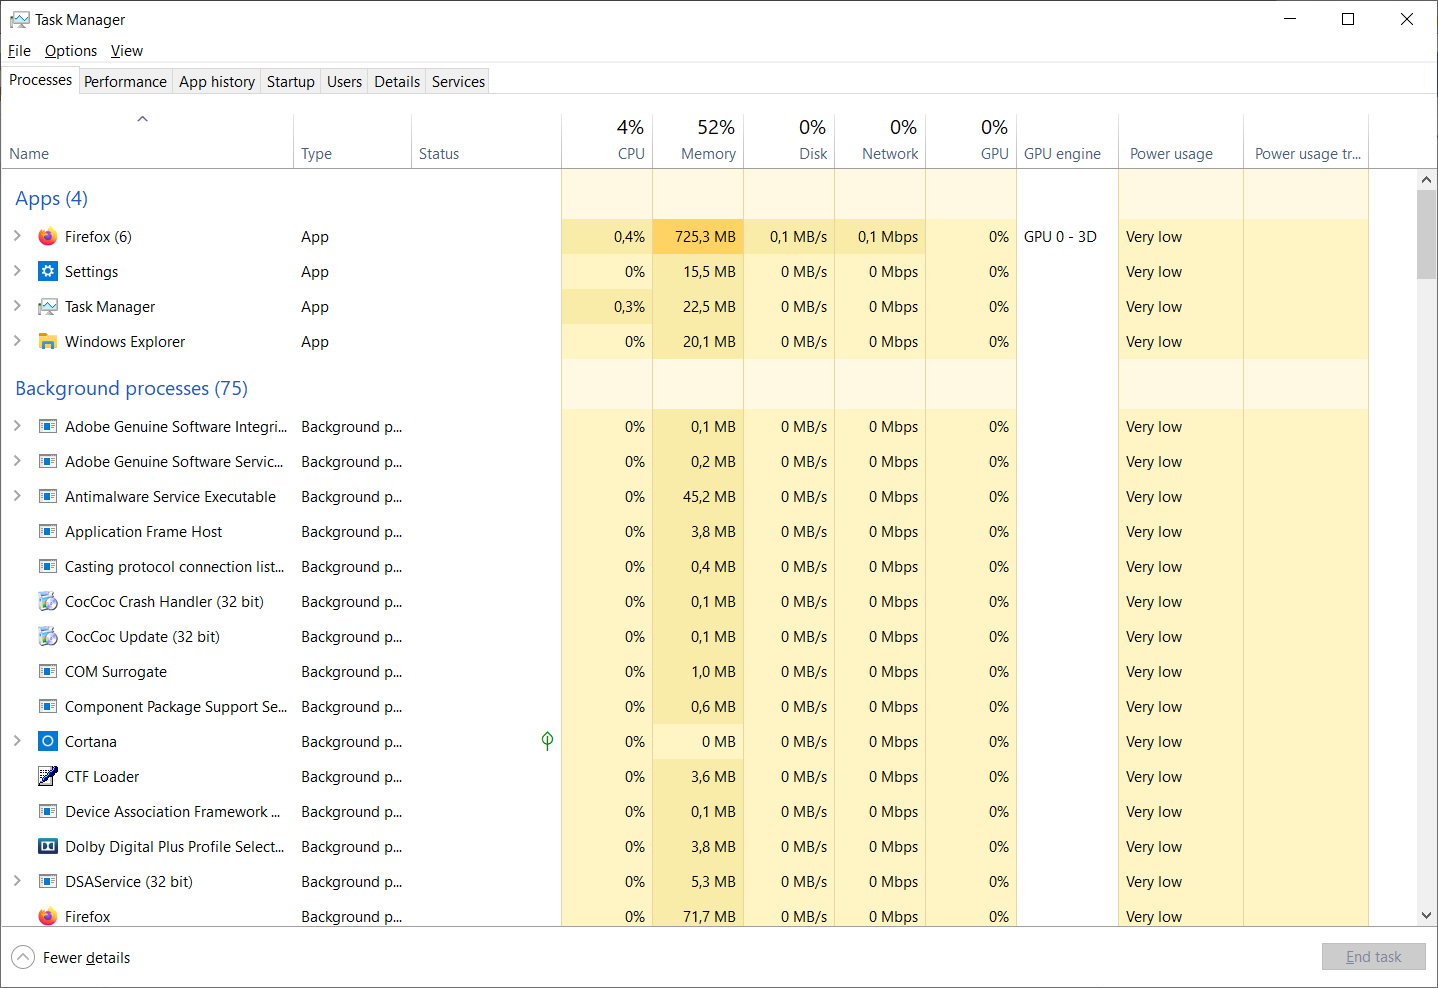 Task Manager
File Options View
Processes Performance App history Startup Users Details Services
4% 52% 0% 0% 0%
Name Type Status CPU Memory Disk Network GPU GPU engine Power usage Power usage tr...
Apps (4)
Firefox (6) App 0,4% 725,3 MB 0,1 MB/s 0,1 Mbps 0% GPU 0 - 3D Very low
Settings App 0% 15,5 MB 0 MB/s 0 Mbps 0% Very low
Task Manager App 0,3% 22,5 MB 0 MB/s 0 Mbps 0% Very low
Windows Explorer App 0% 20,1 MB 0 MB/s 0 Mbps 0% Very low
Background processes (75)
Adobe Genuine Software Integri... Background p... 0% 0,1 MB 0 MB/s 0 Mbps 0% Very low
Adobe Genuine Software Servic... Background p... 0% 0,2 MB 0 MB/s 0 Mbps 0% Very low
Antimalware Service Executable Background p... 0% 45,2 MB 0 MB/s 0 Mbps 0% Very low
Application Frame Host Background p... 0% 3,8 MB 0 MB/s 0 Mbps 0% Very low
Casting protocol connection list... Background p... 0% 0,4 MB 0 MB/s 0 Mbps 0% Very low
CocCoc Crash Handler (32 bit) Background p... 0% 0,1 MB 0 MB/s 0 Mbps 0% Very low
CocCoc Update (32 bit) Background p... 0% 0,1 MB 0 MB/s 0 Mbps 0% Very low
COM Surrogate Background p... 0% 1,0 MB 0 MB/s 0 Mbps 0% Very low
Component Package Support Se... Background p... 0% 0,6 MB 0 MB/s 0 Mbps 0% Very low
Cortana Background p... 0% 0 MB 0 MB/s 0 Mbps 0% Very low
CTF Loader Background p... 0% 3,6 MB 0 MB/s 0 Mbps 0% Very low
Device Association Framework ... Background p... 0% 0,1 MB 0 MB/s 0 Mbps 0% Very low
Dolby Digital Plus Profile Select... Background p... 0% 3,8 MB 0 MB/s 0 Mbps 0% Very low
DSAService (32 bit) Background p... 0% 5,3 MB 0 MB/s 0 Mbps 0% Very low
Firefox Background p... 0% 71,7 MB 0 MB/s 0 Mbps 0% Very low
Fewer details End task